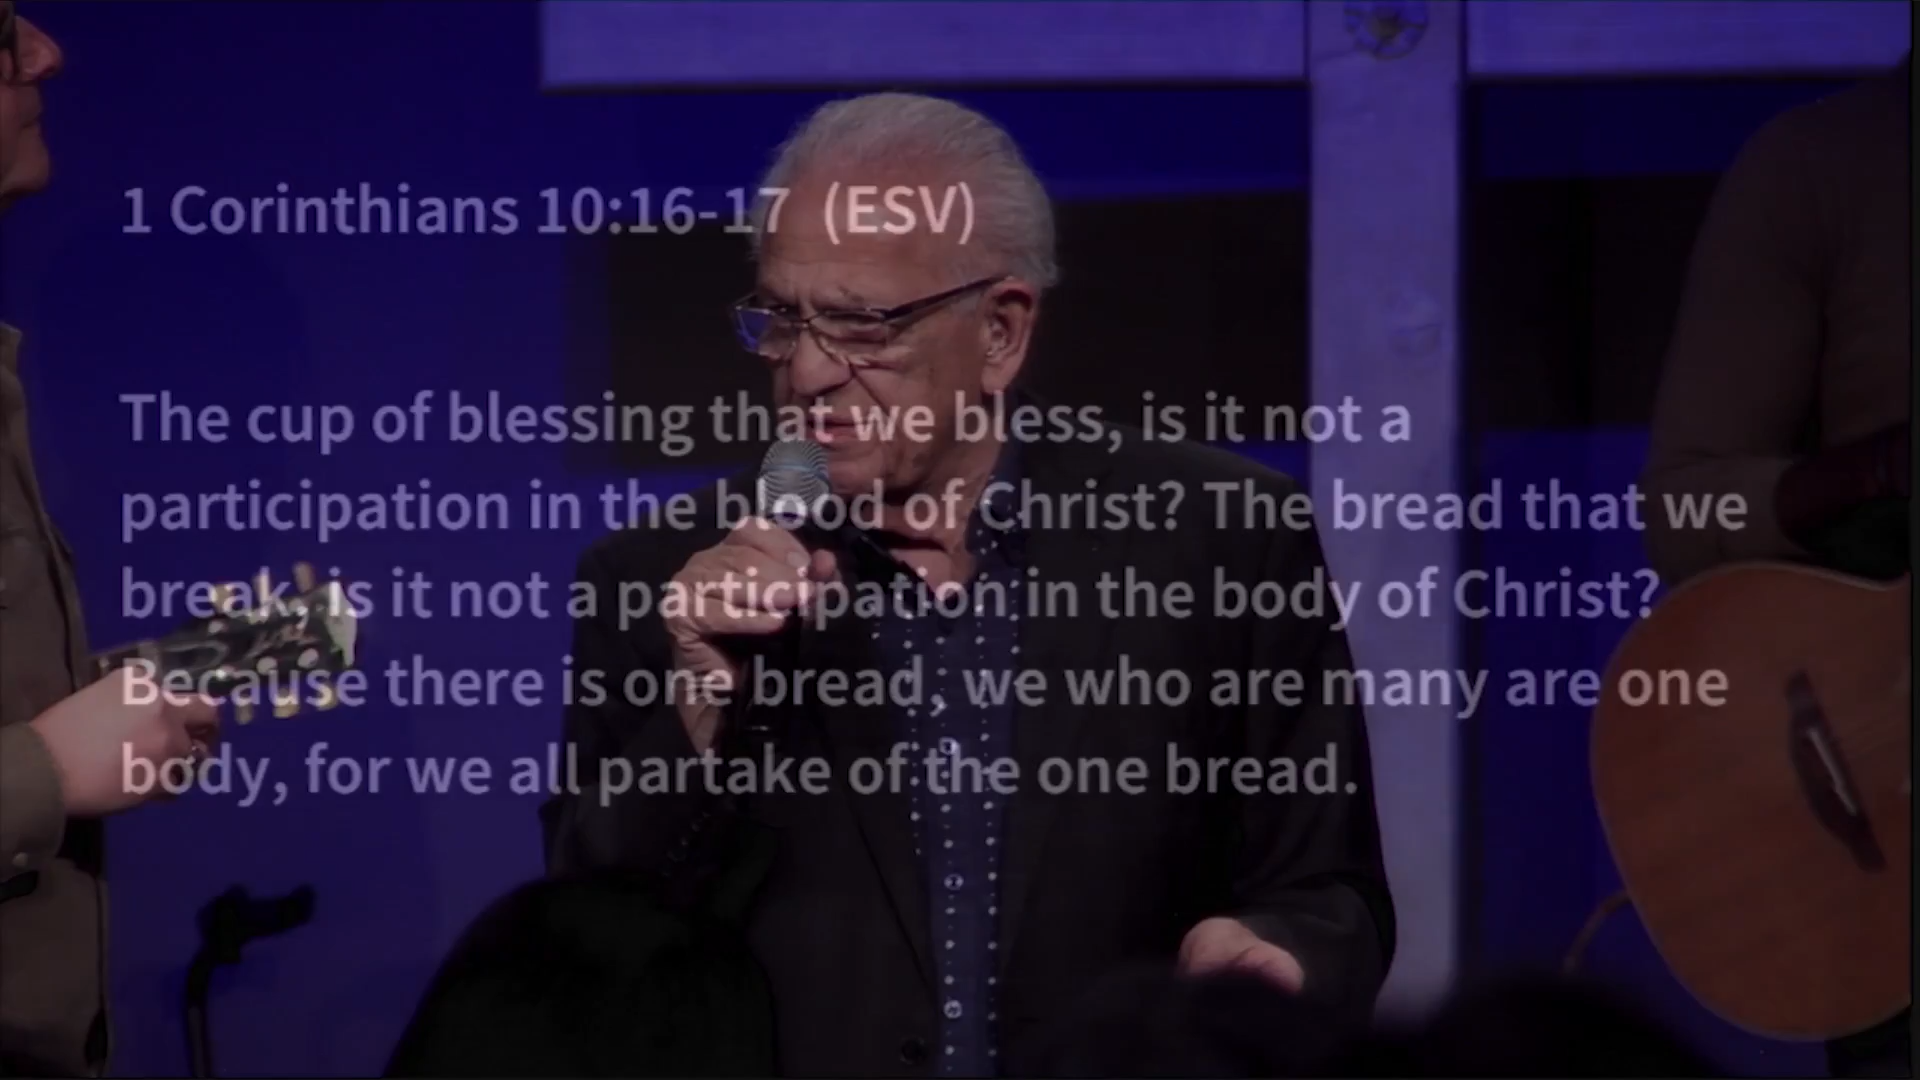 1 Corinthians 10:16-17 (ESV)
The cup of blessing that we bless, is it not a
participation in the blood of Christ? The bread that we
break, is it not a participation in the body of Christ?
Because there is one bread, we who are many are one
body, for we all partake of the one bread.